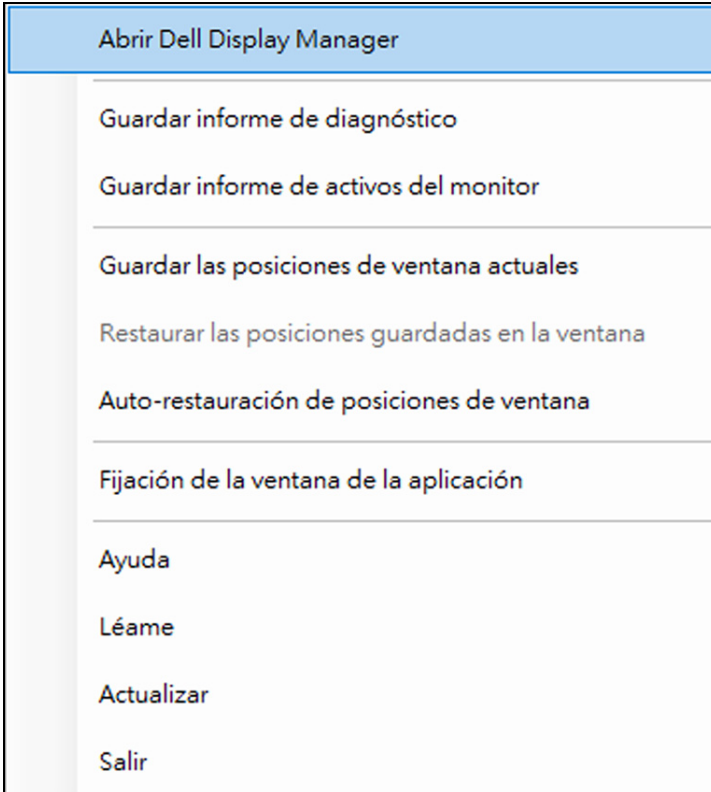 Abrir Dell Display Manager
Guardar informe de diagnóstico
Guardar informe de activos del monitor
Guardar las posiciones de ventana actuales
Restaurar las posiciones guardadas en la ventana
Auto-restauración de posiciones de ventana
Fijación de la ventana de la aplicación
Ayuda
Léame
Actualizar
Salir